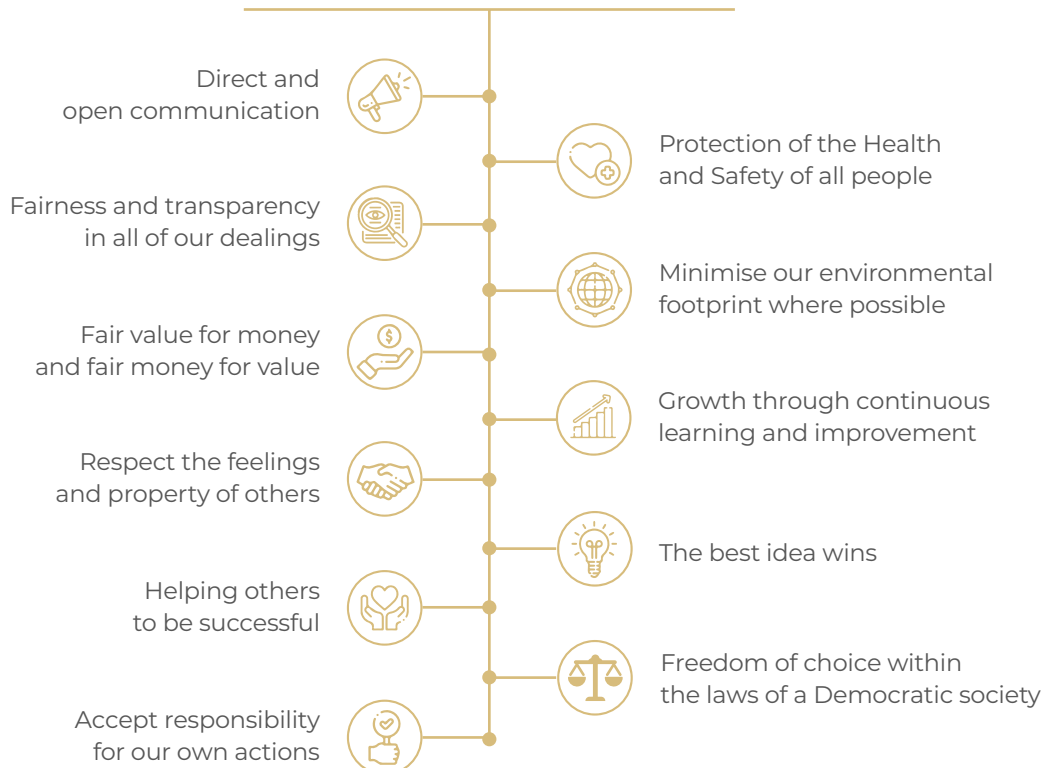 Direct and
open communication
Protection of the Health
and Safety of all people
Fairness and transparency
in all of our dealings
Minimise our environmental
footprint where possible
Fair value for money
and fair money for value
Growth through continuous
learning and improvement
Respect the feelings
and property of others
The best idea wins
Helping others
to be successful
Freedom of choice within
the laws of a Democratic society
Accept responsibility
for our own actions